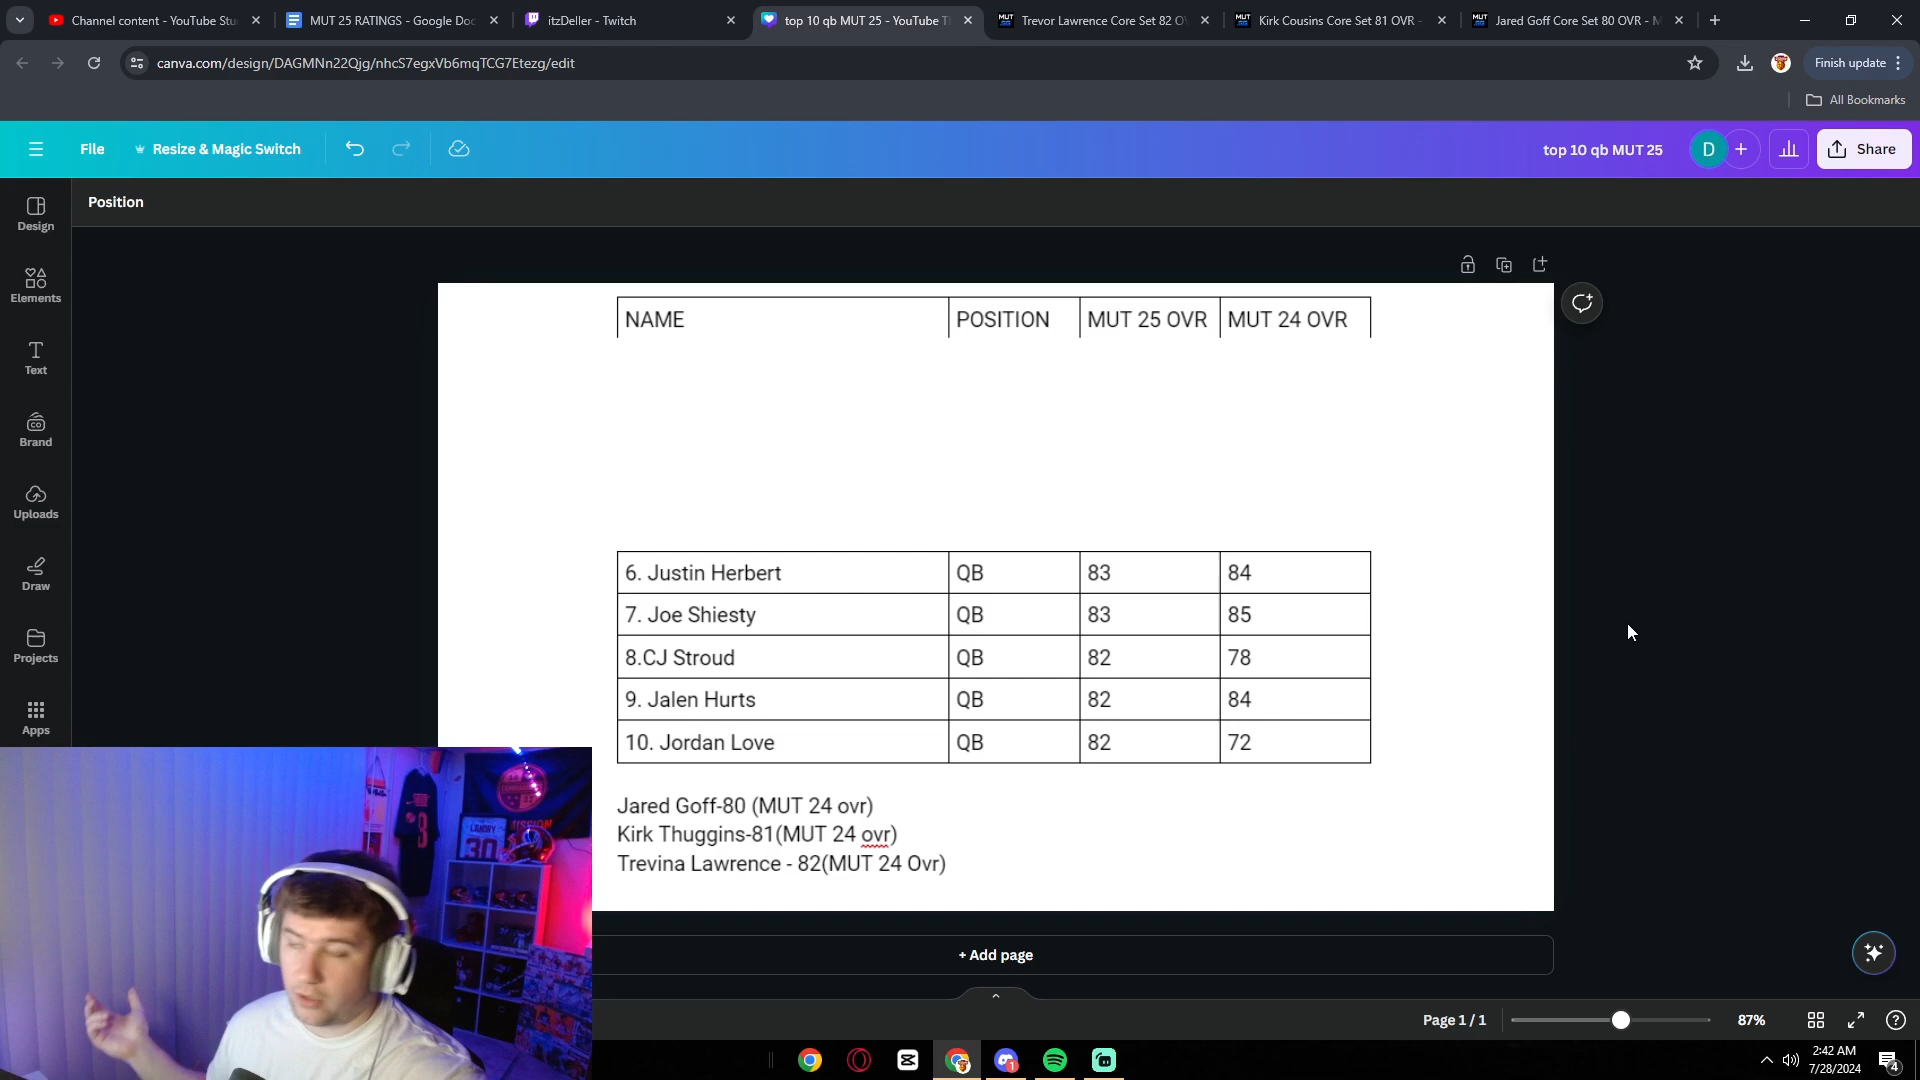 Channel content - YouTube Stu
MUT 25 RATINGS - Google Doc
itzDeller - Twitch
top 10 qb MUT 25 - YouTube T
Trevor Lawrence Core Set 82 O
Kirk Cousins Core Set 81 OVR -
Jared Goff Core Set 80 OVR - M
canva.com/design/DAGMNn22Qjg/nhcS7egxVb6mqTCG7Etezg/edit
Finish update
All Bookmarks
File
Resize & Magic Switch
top 10 qb MUT 25
D
Share
Position
Design
Elements
Text
Brand
Uploads
Draw
Projects
Apps
NAME POSITION MUT 25 OVR MUT 24 OVR
6. Justin Herbert QB 83 84
7. Joe Shiesty QB 83 85
8.CJ Stroud QB 82 78
9. Jalen Hurts QB 82 84
10. Jordan Love QB 82 72
Jared Goff-80 (MUT 24 ovr)
Kirk Thuggins-81(MUT 24 ovr)
Trevina Lawrence - 82(MUT 24 Ovr)
LANDRY
30
+ Add page
Page 1 / 1
87%
2:42 AM
7/28/2024
4